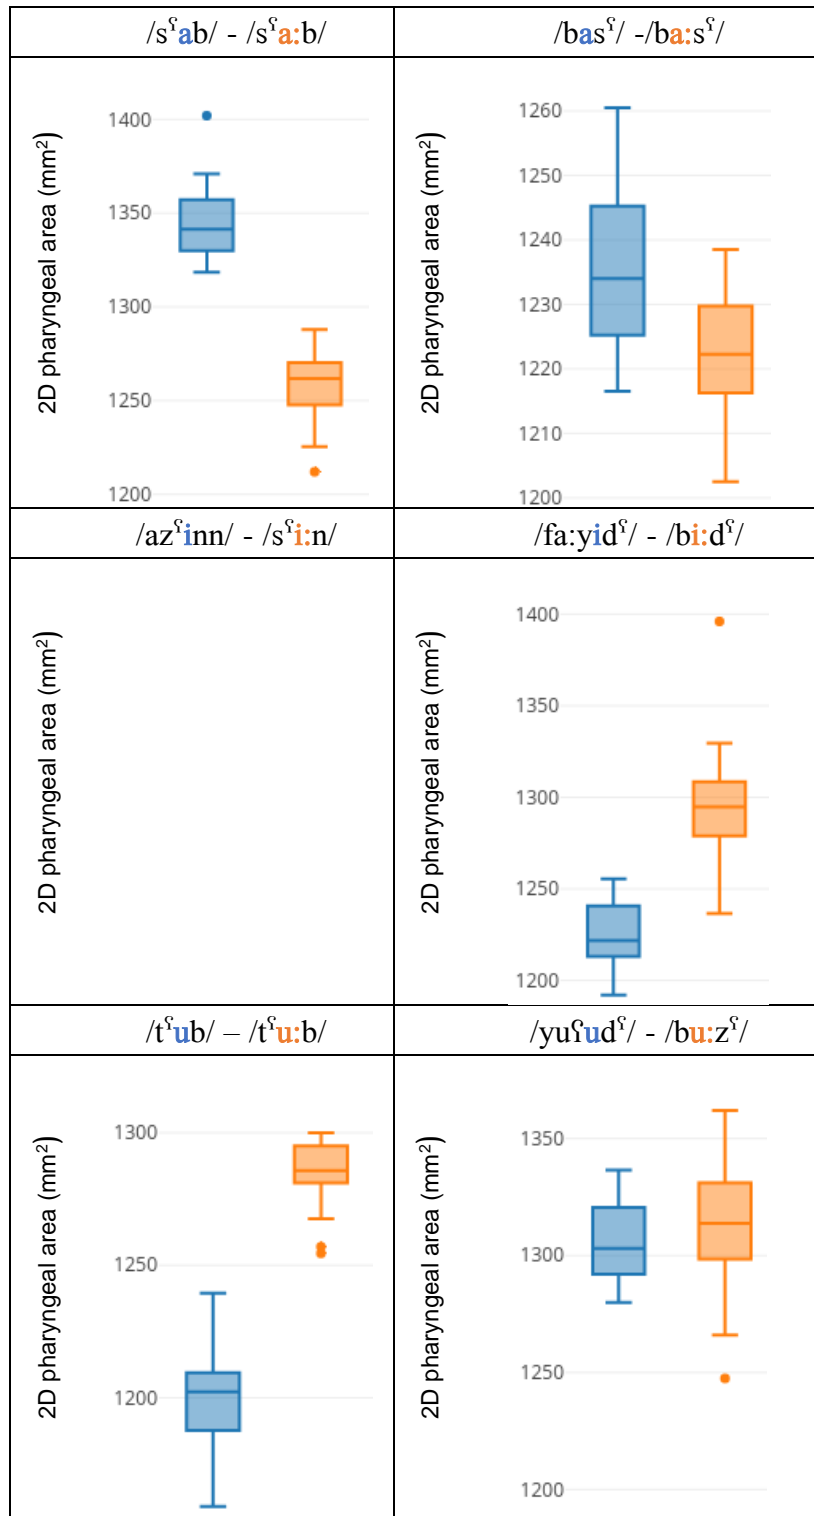 /sˤab/ - /sˤa:b/
/basˤ/ -/ba:sˤ/
2D pharyngeal area (mm²)
1400
1350
1300
1250
1200
2D pharyngeal area (mm²)
1260
1250
1240
1230
1220
1210
1200
/azˤinn/ - /sˤi:n/
/fa:yidˤ/ - /bi:dˤ/
2D pharyngeal area (mm²)
2D pharyngeal area (mm²)
1400
1350
1300
1250
1200
/tˤub/ – /tˤu:b/
/yuʕudˤ/ - /bu:zˤ/
2D pharyngeal area (mm²)
1300
1250
1200
2D pharyngeal area (mm²)
1350
1300
1250
1200